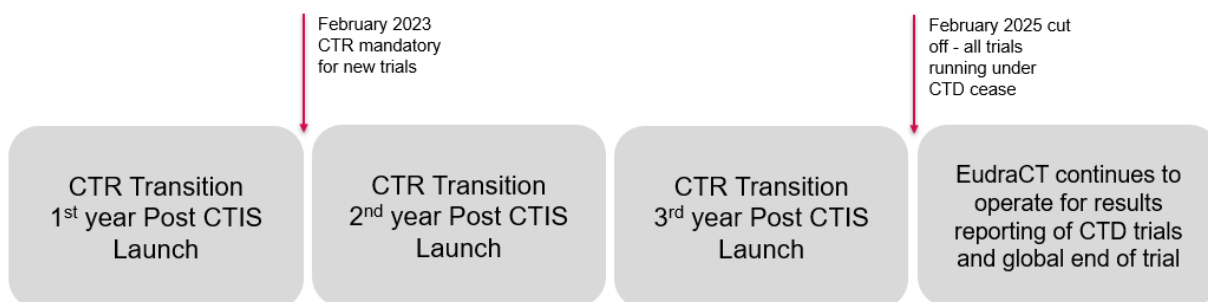 February 2023
CTR mandatory
for new trials
February 2025 cut
off - all trials
running under
CTD cease
CTR Transition
1st year Post CTIS
Launch
CTR Transition
2nd year Post CTIS
Launch
CTR Transition
3rd year Post CTIS
Launch
EudraCT continues to
operate for results
reporting of CTD trials
and global end of trial